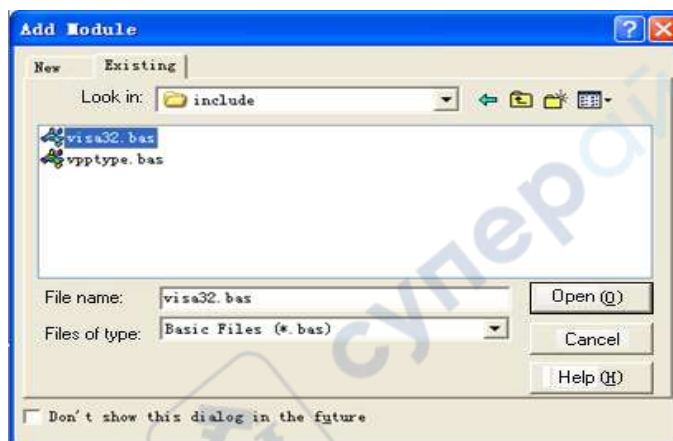 Add Module
New Existing
Look in: include
visa32.bas
vpptype.bas
File name: visa32.bas Open (O)
Files of type: Basic Files (*.bas) Cancel
Help (H)
Don't show this dialog in the future
суперайс